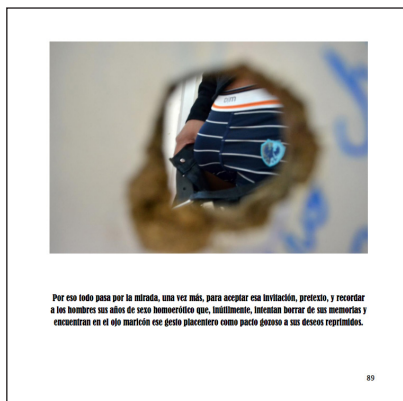 Por eso todo pasa por la mirada, una vez más, para aceptar esa invitación, pretexto, y recordar
a los hombres sus años de sexo homoerótico que, inútilmente, intentan borrar de sus memorias y
encuentran en el ojo maricón ese gesto placentero como pacto gozoso a sus deseos reprimidos.
89